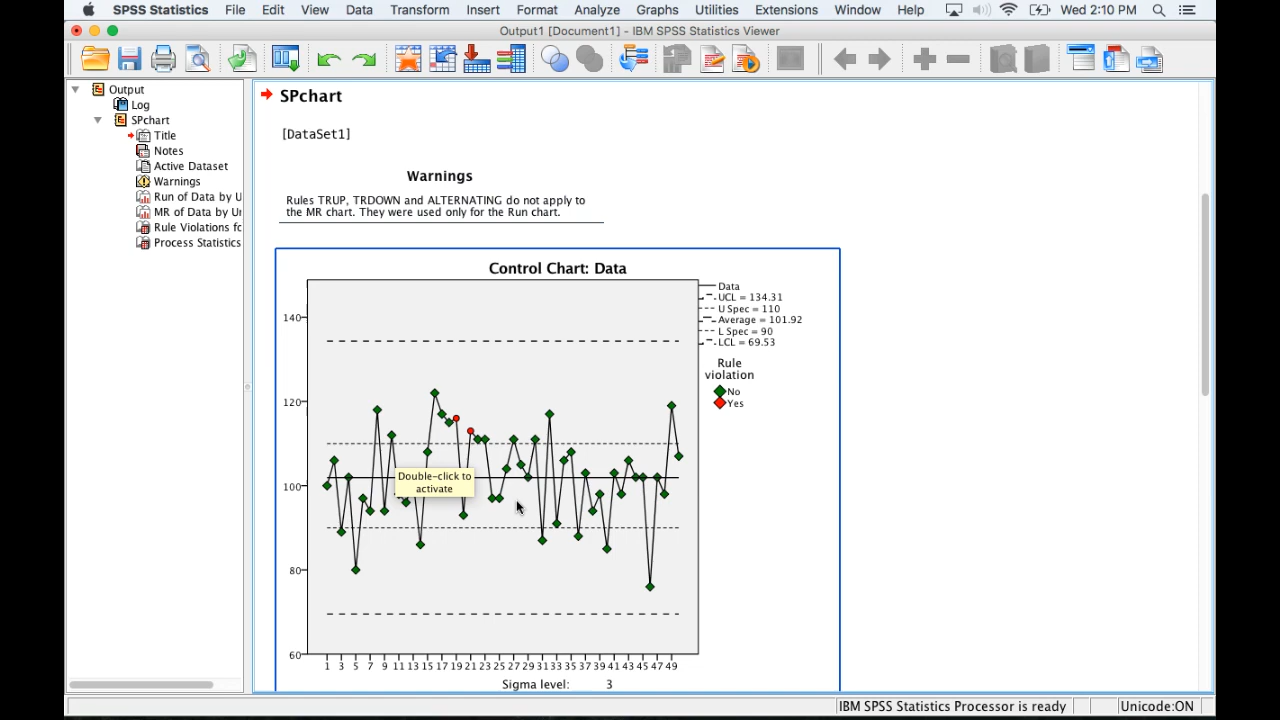 SPSS Statistics File Edit View Data Transform Insert Format Analyze Graphs Utilities Extensions Window Help Wed 2:10 PM
Output1 [Document1] - IBM SPSS Statistics Viewer
Output
Log
SPchart
Title
Notes
Active Dataset
Warnings
Run of Data by U
MR of Data by Ur
Rule Violations fo
Process Statistics
SPchart
[DataSet1]
Warnings
Rules TRUP, TRDOWN and ALTERNATING do not apply to
the MR chart. They were used only for the Run chart.
Control Chart: Data
140
120
100
80
60
Double-click to
activate
1 3 5 7 9 11 13 15 17 19 21 23 25 27 29 31 33 35 37 39 41 43 45 47 49
Sigma level: 3
Data
UCL = 134.31
U Spec = 110
Average = 101.92
L Spec = 90
LCL = 69.53
Rule
violation
No
Yes
IBM SPSS Statistics Processor is ready Unicode:ON